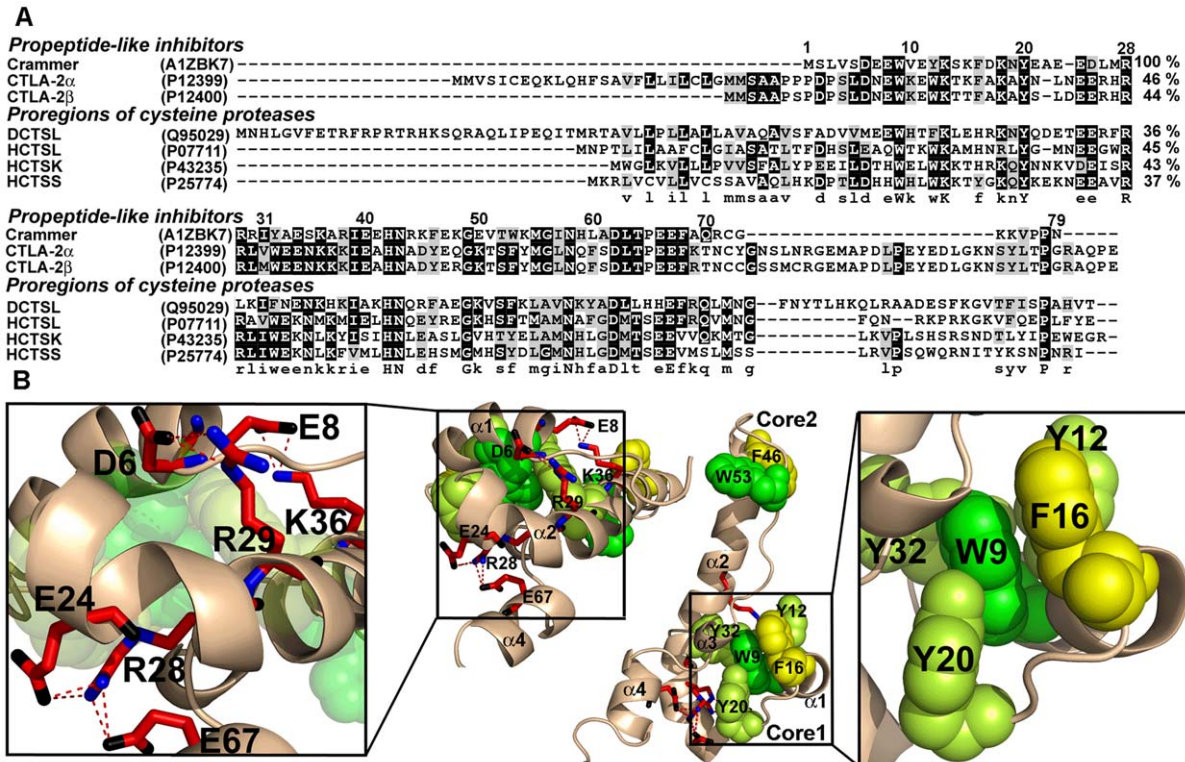 A
Propeptide-like inhibitors 1 10 20 28
Crammer (A1ZBK7) --------------------------------------------------MSLVSDEEWVEYKSKFDKNYEAE-EDLMR 100 %
CTLA-2α (P12399) -------------------MMVSICEQKLQHFSAVFLLILCLGMMSAAPPPDPSLDNEWKEWKTKFAKAYNLNEERHR 46 %
CTLA-2β (P12400) -------------------------------------------MMSAAPSPDPSLDNEWKEWKTTFAKAYS-LDEERHR 44 %
Proregions of cysteine proteases
DCTSL (Q95029) MNHLGVFETRFRPRTRHKSQRAQLIPEQITMRTAVLLPLLALLAVAQAVSFADVVMEEWHTFKLEHRKNYQDETEERFR 36 %
HCTSL (P07711) ------------------------------MNPTLILAAFCLGIASATLTFDHSLEAQWTKWKAMHNRLYG-MNEEGWR 45 %
HCTSK (P43235) --------------------------------MWGLKVLLLPVVSFALYPEEILDTHWELWKKTHRKQYNNKVDEISR 43 %
HCTSS (P25774) ------------------------------MKRLVCVLLVCSSAVAQLHKDPTLDHHWHLWKKTYGKQYKEKNEEAVR 37 %
v l il l mmsaav d sld eWkwK f knY ee R
Propeptide-like inhibitors 31 40 50 60 70 79
Crammer (A1ZBK7) RRIYAESKARIEEHNRKFEKGEVTWKMGINHLADLTPEEFAQRCG----------------------KKVPPN----
CTLA-2α (P12399) RLVWEENKKKIEAHNADYEQGKTSFYMGLNQFSDLTPEEFKTNCYGNSLNRGEMAPDLPEYEDLGKNSYLTPGRAQPE
CTLA-2β (P12400) RLMWEENKKKIEAHNADYERGKTSFYMGLNQFSDLTPEEFRTNCCGSSMCRGEMAPDLPEYEDLGKNSYLTPGRAQPE
Proregions of cysteine proteases
DCTSL (Q95029) LKIFNENKHKIAKHNQRFAEGKVSFKLAVNKYADLLHHEFRQLMNG--FNYTLHKQLRAADESFKGVTFISPAHVT--
HCTSL (P07711) RAVWEKNMKMIELHNQEYREGKHSFTMAMNAFGDMTSEEFRQVMNG---------FQN--RKPRKGKVFQEPLFYE--
HCTSK (P43235) RLIWEKNLKYISIHNLEASLGVHTYELAMNHLGDMTSEEVVQKMTG---------LKVPLSHSRSNDTLYIPEWEGR--
HCTSS (P25774) RLIWEKNLKFVMLHNLEHSMGMHSYDLGMNHLGDMTSEEVMSLMSS---------LRVPSQWQRNITYKSNPNRI----
rliweenkkrie HN df Gk sf mgiNhfaDlt eEfkq m g lp syv P r
B
D6
E8
R29
K36
E24
R28
E67
α1
D6
E8
K36
R29
E24
α2
R28
E67
α4
Core2
F46
W53
α2
Y12
Y32
α3
W9
F16
α4
Y20
α1
Core1
Y12
F16
Y32
W9
Y20